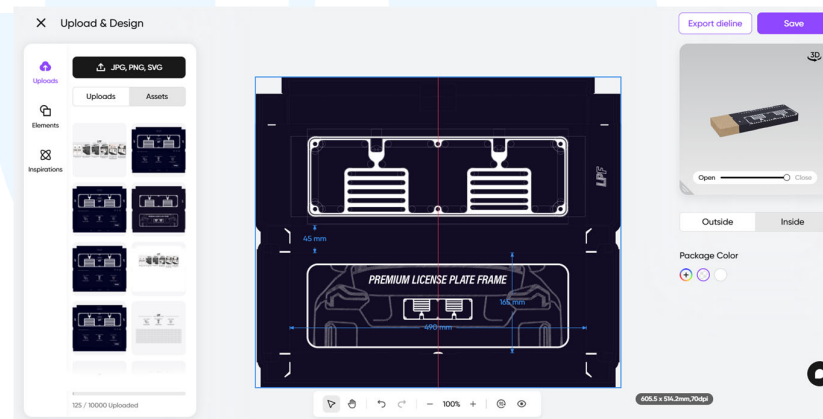 Upload & Design
Export dieline
Save
Uploads
Elements
Inspirations
JPG, PNG, SVG
Uploads
Assets
125 / 10000 Uploaded
LPF
45 mm
PREMIUM LICENSE PLATE FRAME
165 mm
490 mm
100%
605.5 x 514.2mm,70dpi
3D
Open
Close
Outside
Inside
Package Color